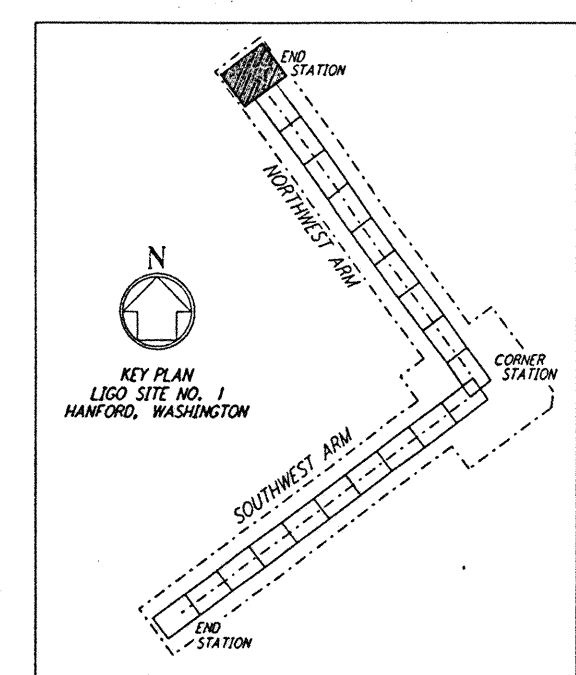 END
STATION
NORTHWEST ARM
N
KEY PLAN
LIGO SITE NO. 1
HANFORD, WASHINGTON
CORNER
STATION
SOUTHWEST ARM
END
STATION